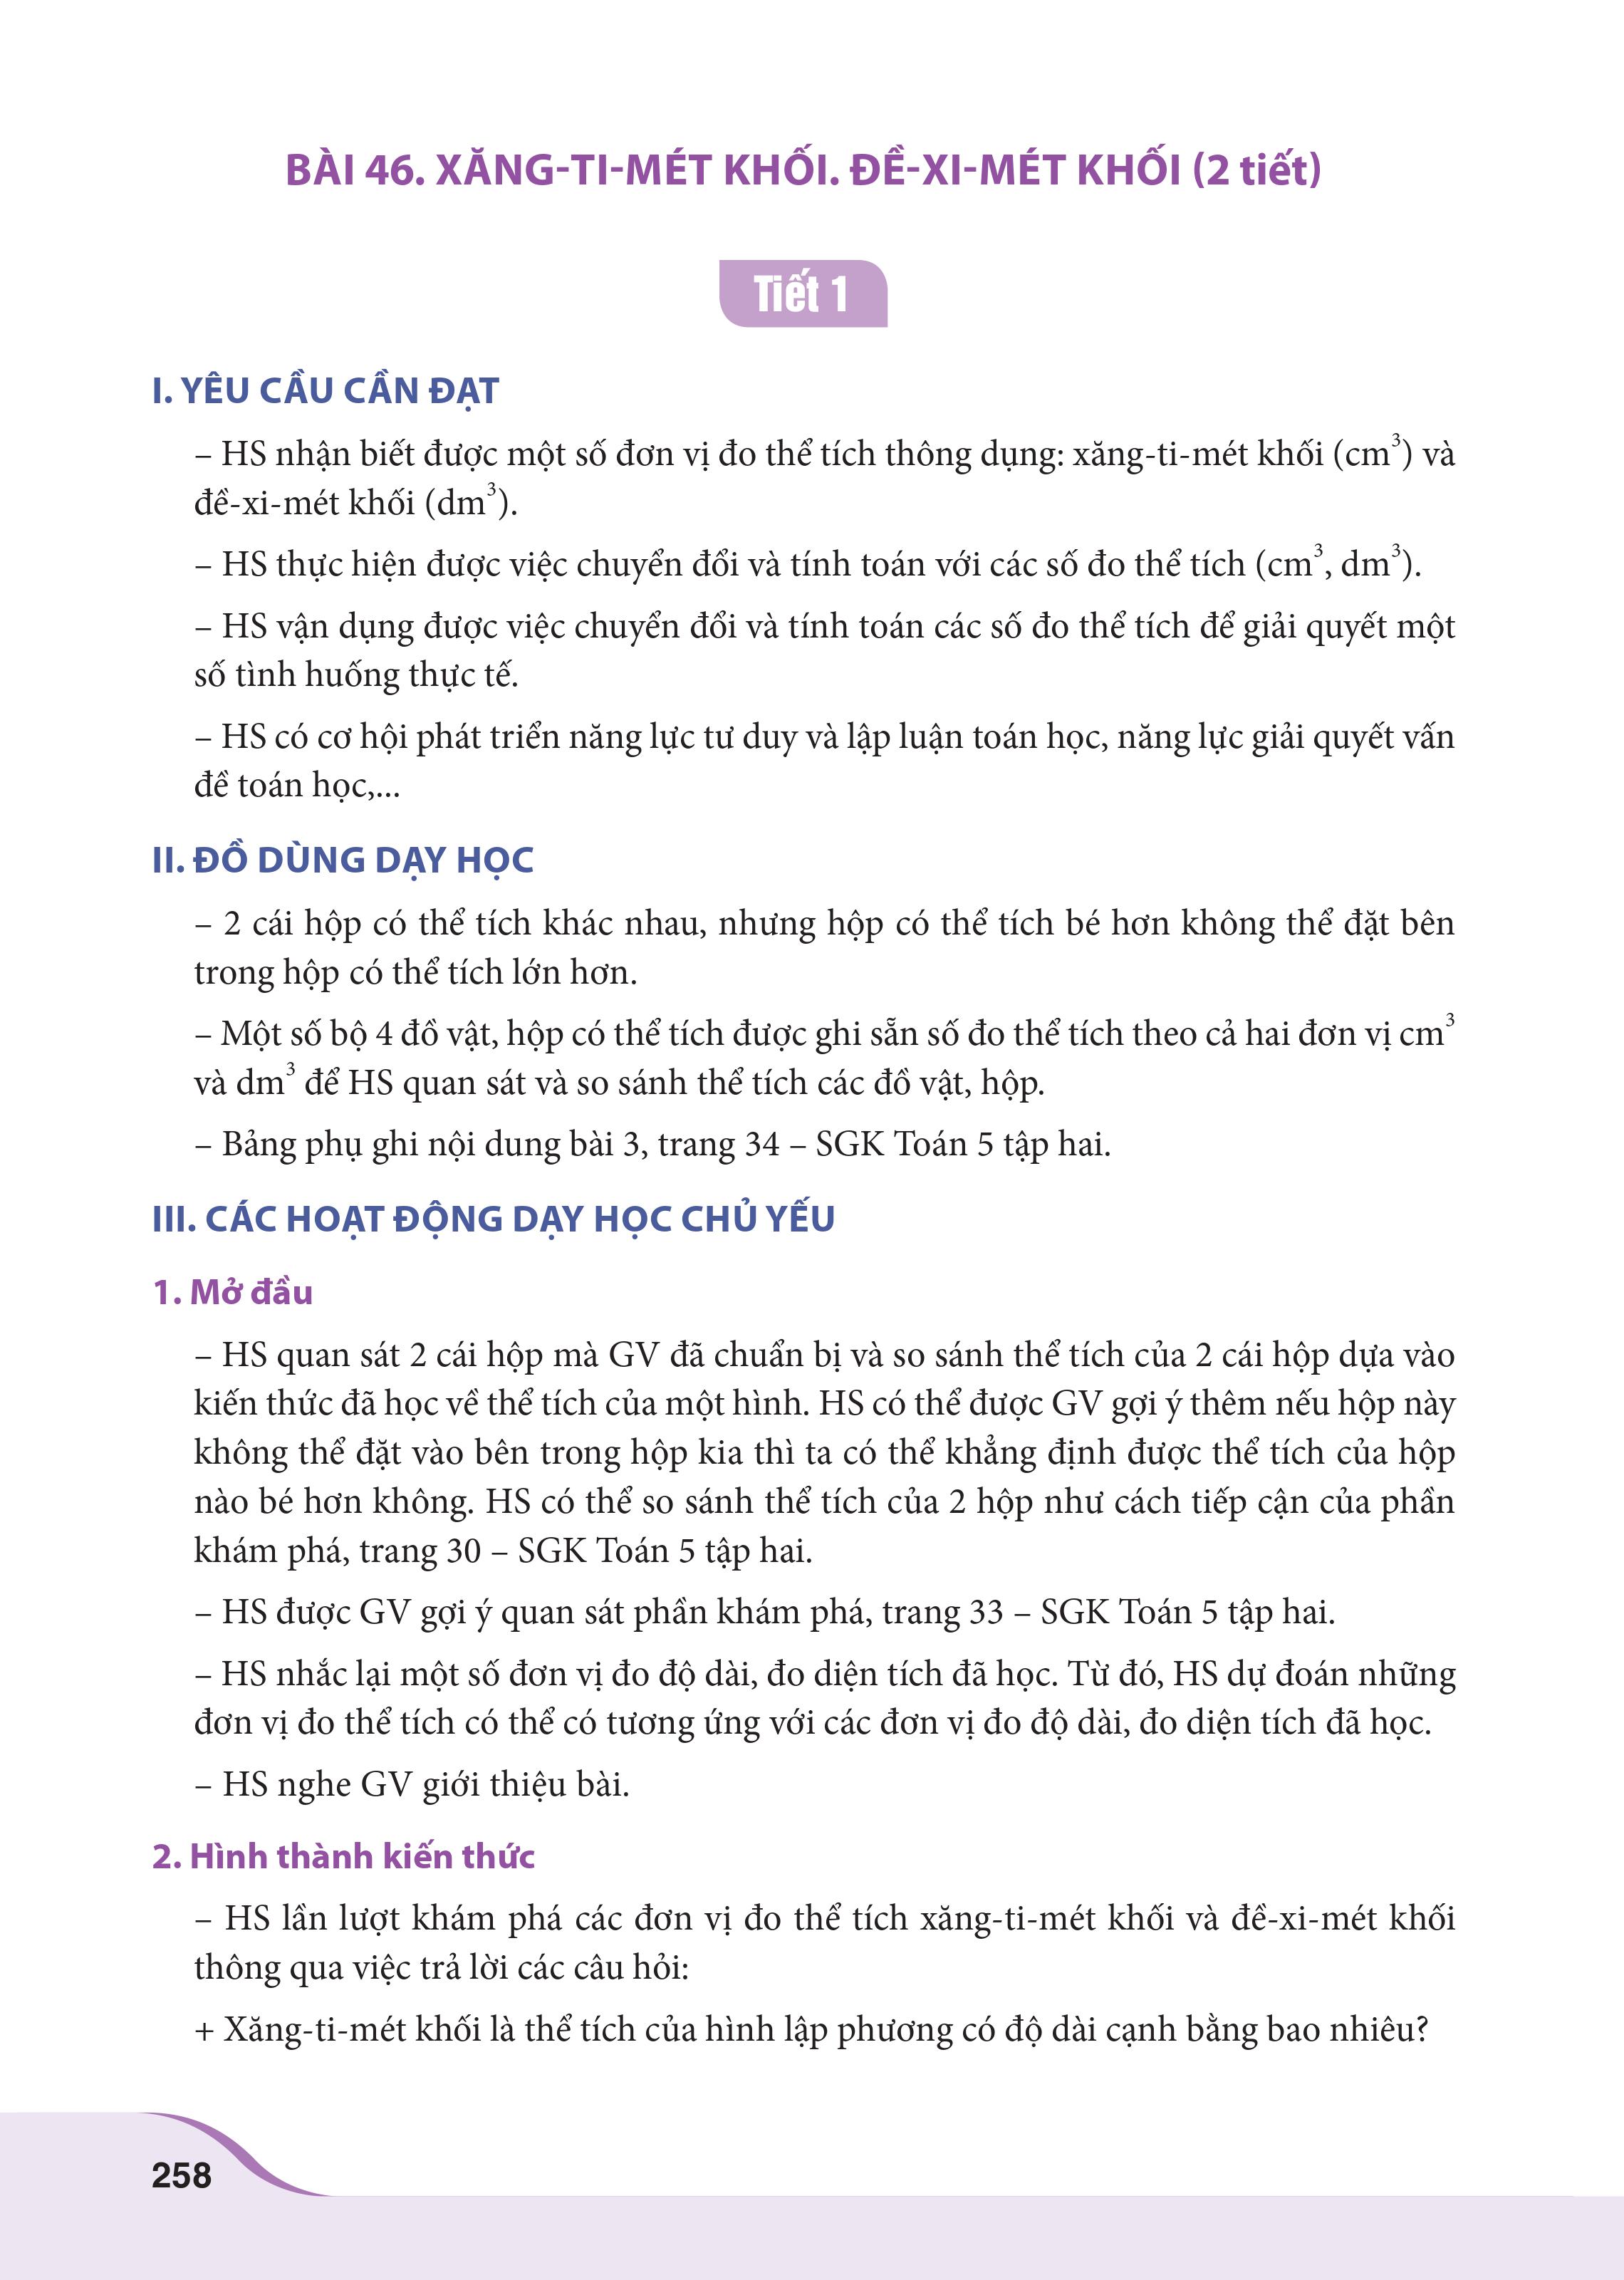 BÀI 46. XĂNG-TI-MÉT KHỐI. ĐỀ-XI-MÉT KHỐI (2 tiết)
Tiết 1
I. YÊU CẦU CẦN ĐẠT
– HS nhận biết được một số đơn vị đo thể tích thông dụng: xăng-ti-mét khối (cm³) và
đề-xi-mét khối (dm³).
– HS thực hiện được việc chuyển đổi và tính toán với các số đo thể tích (cm³, dm³).
– HS vận dụng được việc chuyển đổi và tính toán các số đo thể tích để giải quyết một
số tình huống thực tế.
– HS có cơ hội phát triển năng lực tư duy và lập luận toán học, năng lực giải quyết vấn
đề toán học,...
II. ĐỒ DÙNG DẠY HỌC
– 2 cái hộp có thể tích khác nhau, nhưng hộp có thể tích bé hơn không thể đặt bên
trong hộp có thể tích lớn hơn.
– Một số bộ 4 đồ vật, hộp có thể tích được ghi sẵn số đo thể tích theo cả hai đơn vị cm³
và dm³ để HS quan sát và so sánh thể tích các đồ vật, hộp.
– Bảng phụ ghi nội dung bài 3, trang 34 – SGK Toán 5 tập hai.
III. CÁC HOẠT ĐỘNG DẠY HỌC CHỦ YẾU
1. Mở đầu
– HS quan sát 2 cái hộp mà GV đã chuẩn bị và so sánh thể tích của 2 cái hộp dựa vào
kiến thức đã học về thể tích của một hình. HS có thể được GV gợi ý thêm nếu hộp này
không thể đặt vào bên trong hộp kia thì ta có thể khẳng định được thể tích của hộp
nào bé hơn không. HS có thể so sánh thể tích của 2 hộp như cách tiếp cận của phần
khám phá, trang 30 – SGK Toán 5 tập hai.
– HS được GV gợi ý quan sát phần khám phá, trang 33 – SGK Toán 5 tập hai.
– HS nhắc lại một số đơn vị đo độ dài, đo diện tích đã học. Từ đó, HS dự đoán những
đơn vị đo thể tích có thể có tương ứng với các đơn vị đo độ dài, đo diện tích đã học.
– HS nghe GV giới thiệu bài.
2. Hình thành kiến thức
– HS lần lượt khám phá các đơn vị đo thể tích xăng-ti-mét khối và đề-xi-mét khối
thông qua việc trả lời các câu hỏi:
+ Xăng-ti-mét khối là thể tích của hình lập phương có độ dài cạnh bằng bao nhiêu?
258